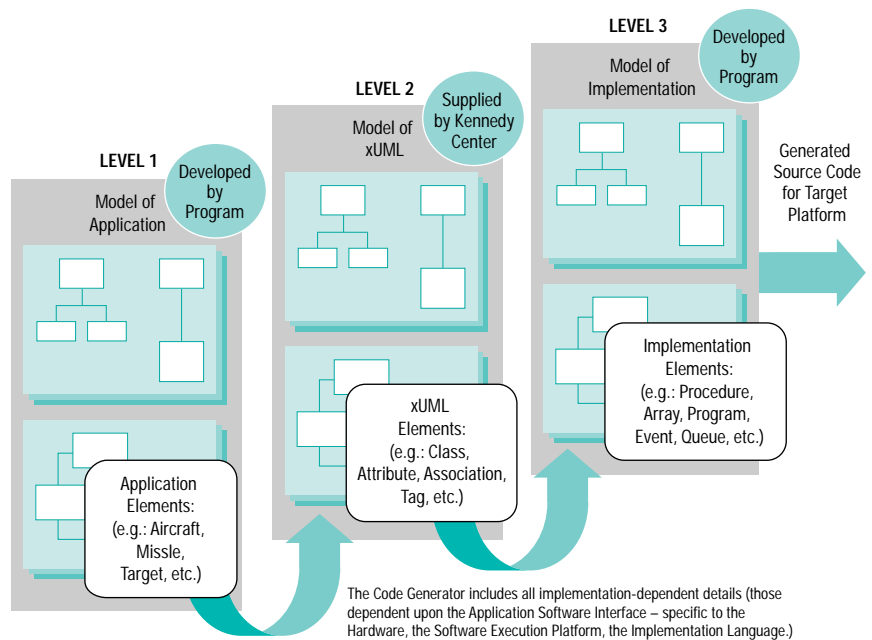 LEVEL 1
Developed
by
Program
Model of
Application
Application
Elements:
(e.g.: Aircraft,
Missle,
Target, etc.)
LEVEL 2
Supplied
by Kennedy
Center
Model of
xUML
xUML
Elements:
(e.g.: Class,
Attribute, Association,
Tag, etc.)
LEVEL 3
Developed
by
Program
Model of
Implementation
Implementation
Elements:
(e.g.: Procedure,
Array, Program,
Event, Queue, etc.)
Generated
Source Code
for Target
Platform
The Code Generator includes all implementation-dependent details (those
dependent upon the Application Software Interface – specific to the
Hardware, the Software Execution Platform, the Implementation Language.)